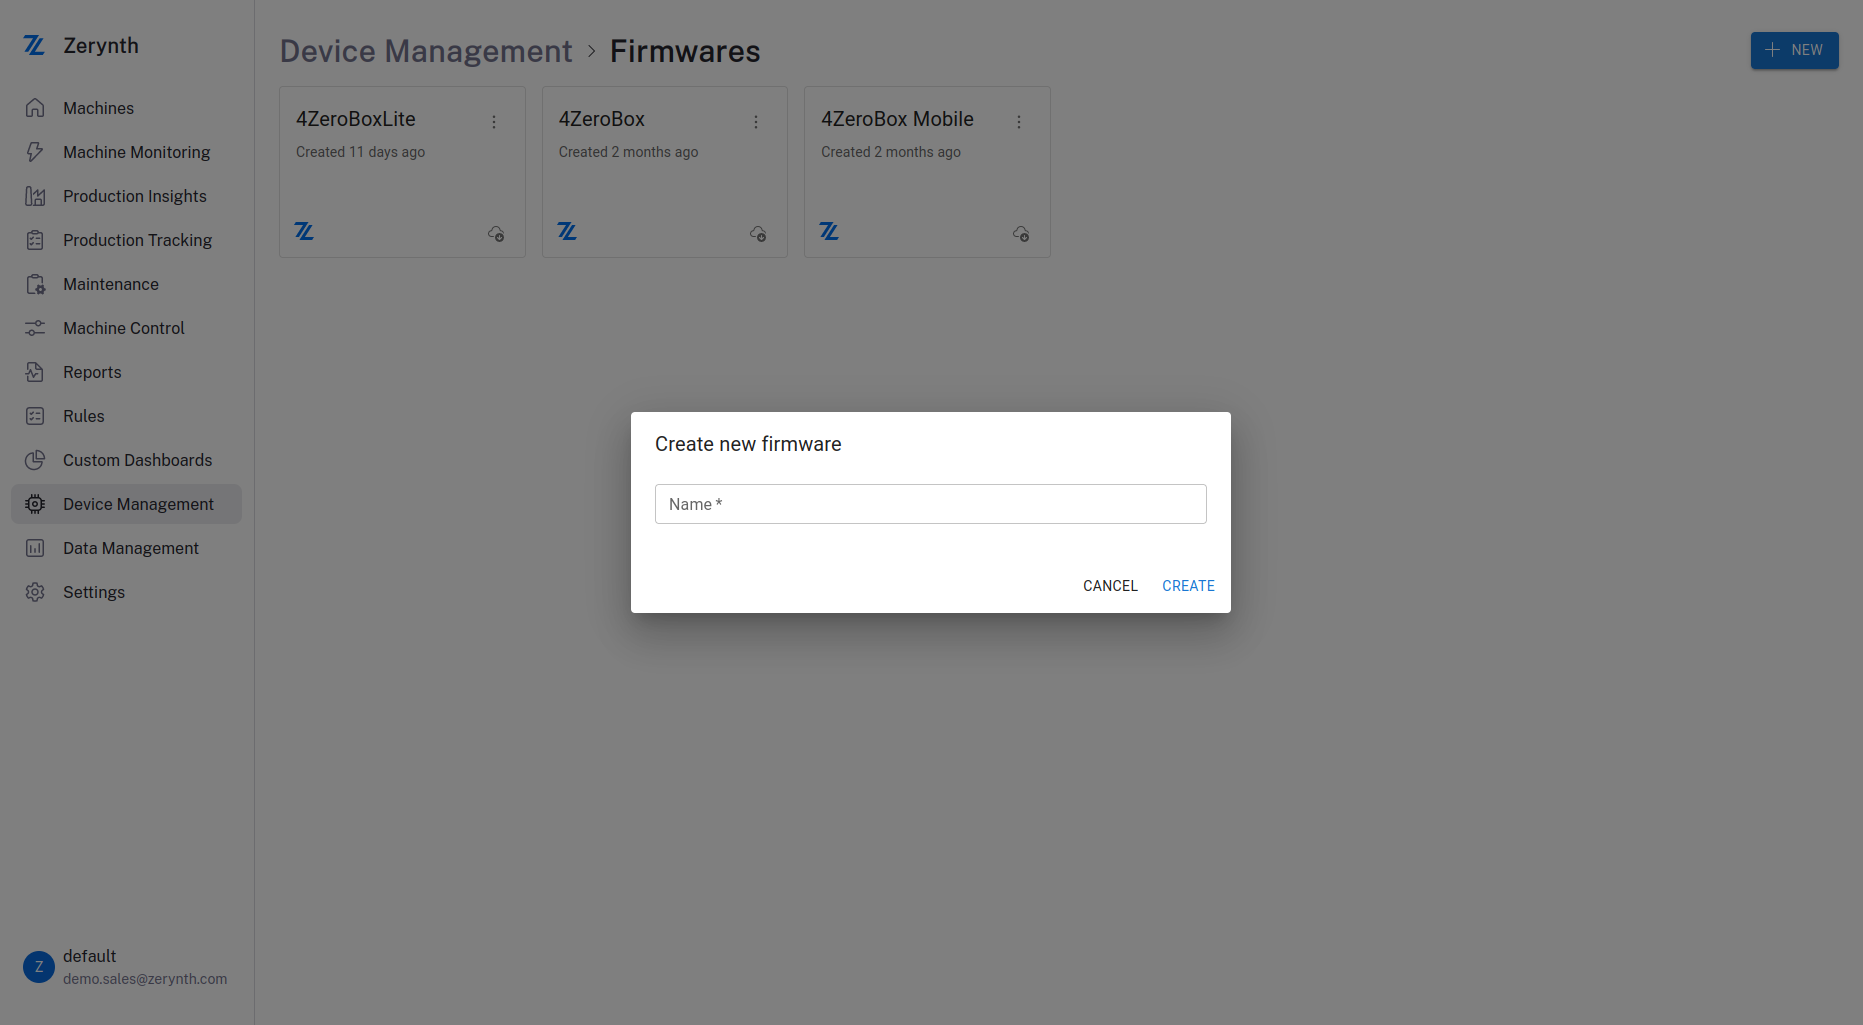 Zerynth
Machines
Machine Monitoring
Production Insights
Production Tracking
Maintenance
Machine Control
Reports
Rules
Custom Dashboards
Device Management
Data Management
Settings
Z
default
demo.sales@zerynth.com
Device Management > Firmwares
NEW
4ZeroBoxLite
Created 11 days ago
4ZeroBox
Created 2 months ago
4ZeroBox Mobile
Created 2 months ago
Create new firmware
Name *
CANCEL CREATE